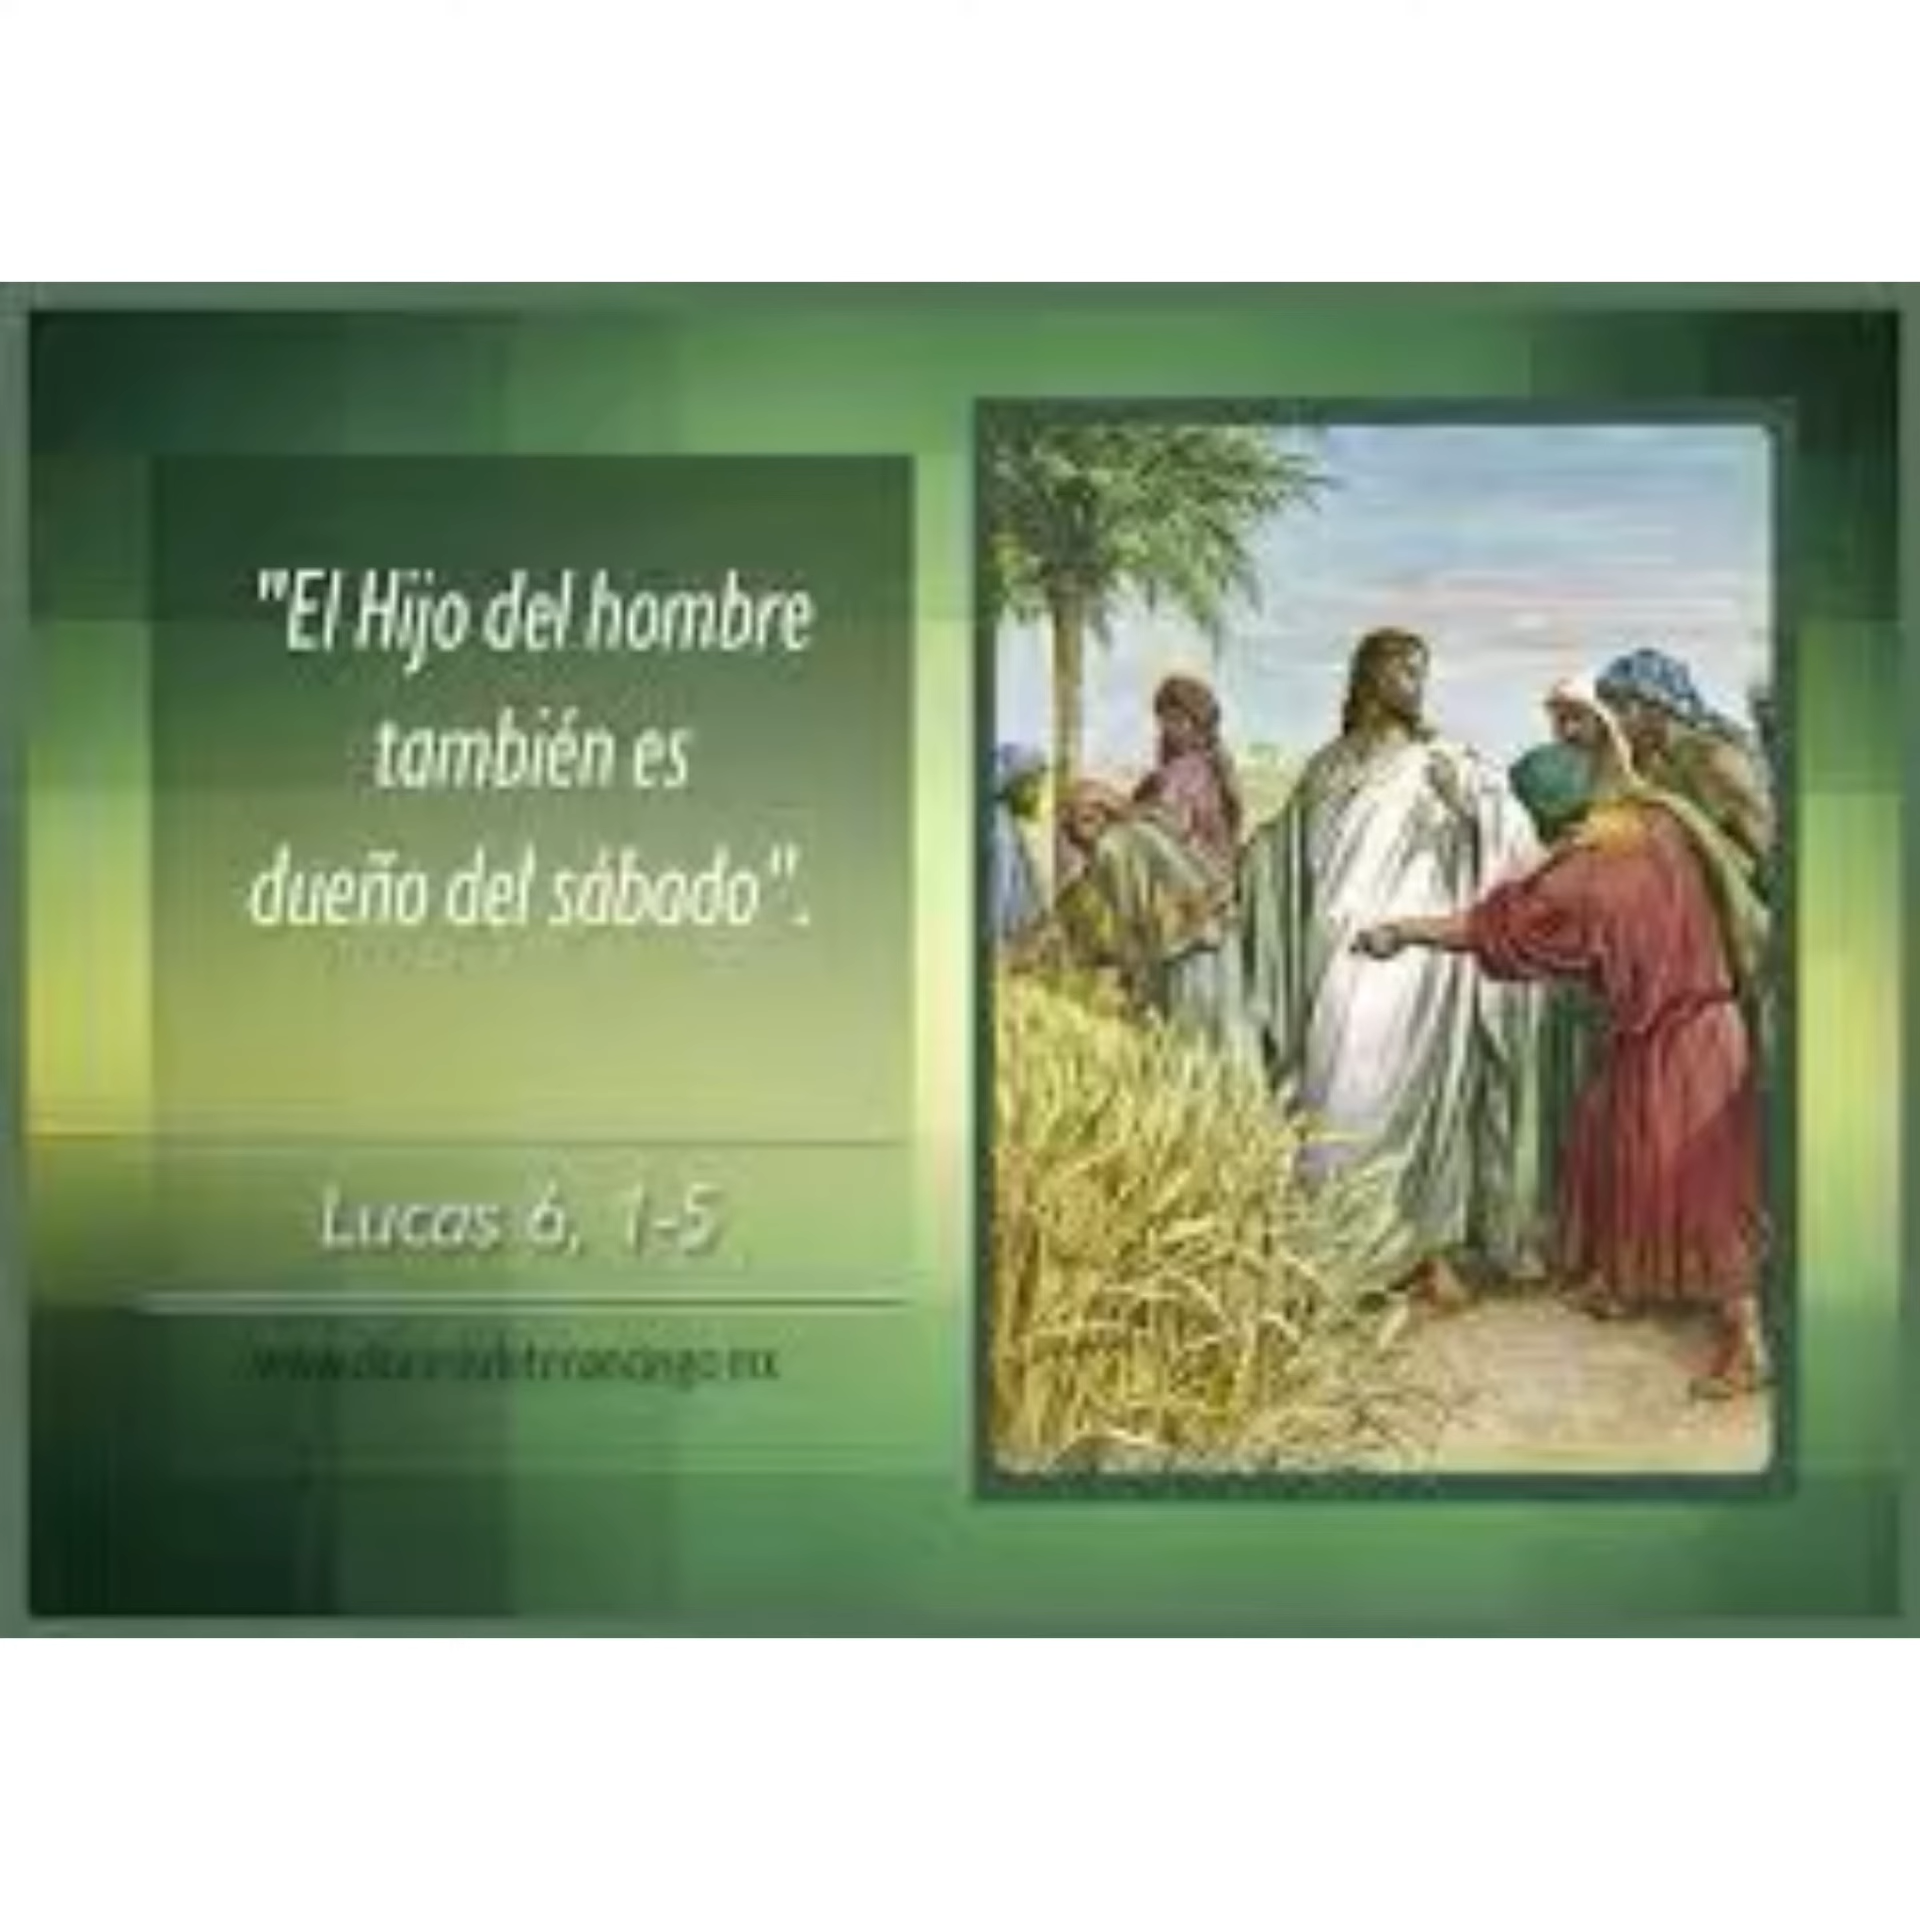 "El Hijo del hombre
también es
dueño del sábado".
Lucas 6, 1-5